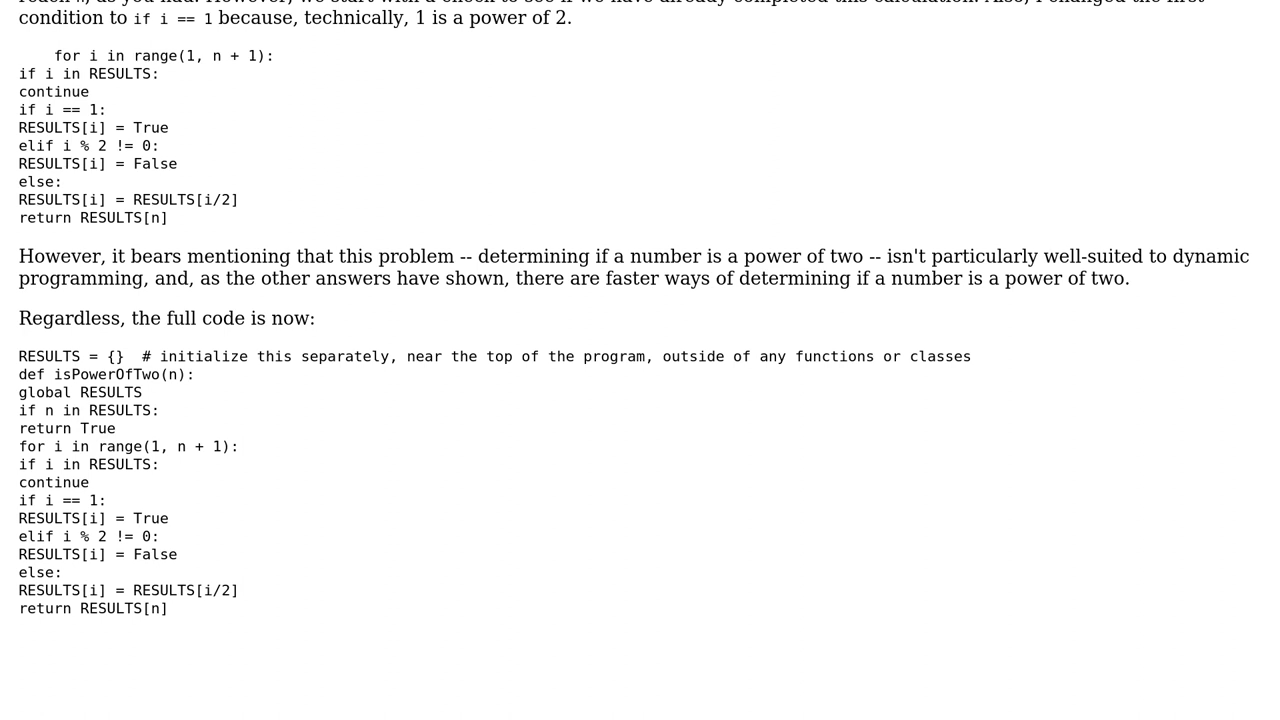 condition to if i == 1 because, technically, 1 is a power of 2.
for i in range(1, n + 1):
if i in RESULTS:
continue
if i == 1:
RESULTS[i] = True
elif i % 2 != 0:
RESULTS[i] = False
else:
RESULTS[i] = RESULTS[i/2]
return RESULTS[n]
However, it bears mentioning that this problem -- determining if a number is a power of two -- isn't particularly well-suited to dynamic
programming, and, as the other answers have shown, there are faster ways of determining if a number is a power of two.
Regardless, the full code is now:
RESULTS = {}  # initialize this separately, near the top of the program, outside of any functions or classes
def isPowerOfTwo(n):
global RESULTS
if n in RESULTS:
return True
for i in range(1, n + 1):
if i in RESULTS:
continue
if i == 1:
RESULTS[i] = True
elif i % 2 != 0:
RESULTS[i] = False
else:
RESULTS[i] = RESULTS[i/2]
return RESULTS[n]